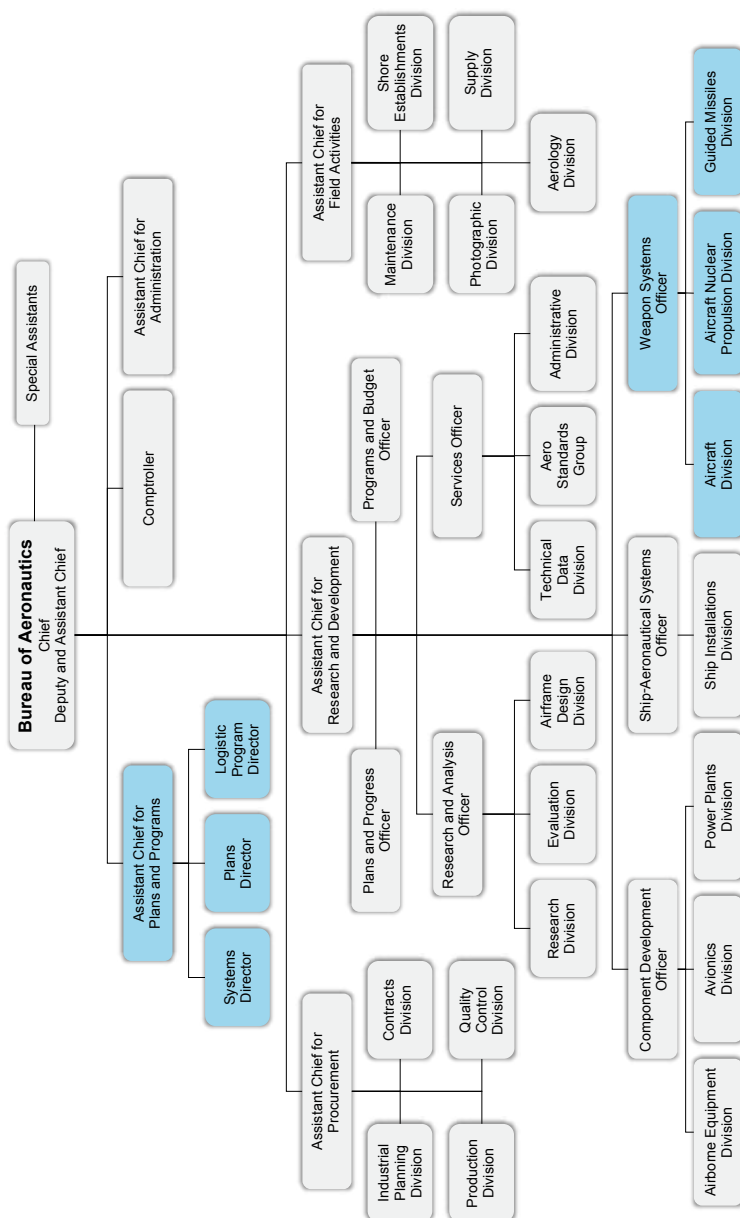 Bureau of Aeronautics
Chief
Deputy and Assistant Chief
Special Assistants
Assistant Chief for
Plans and Programs
Comptroller
Assistant Chief for
Administration
Systems
Director
Plans
Director
Logistic
Program
Director
Assistant Chief for
Procurement
Assistant Chief for
Research and Development
Assistant Chief for
Field Activities
Industrial
Planning
Division
Contracts
Division
Production
Division
Quality
Control
Division
Plans and Progress
Officer
Programs and Budget
Officer
Maintenance
Division
Shore
Establishments
Division
Photographic
Division
Supply
Division
Aerology
Division
Research and Analysis
Officer
Services Officer
Research
Division
Evaluation
Division
Airframe
Design
Division
Technical
Data
Division
Aero
Standards
Group
Administrative
Division
Component Development
Officer
Ship-Aeronautical Systems
Officer
Weapon Systems
Officer
Airborne Equipment
Division
Avionics
Division
Power Plants
Division
Ship Installations
Division
Aircraft
Division
Aircraft Nuclear
Propulsion Division
Guided Missiles
Division